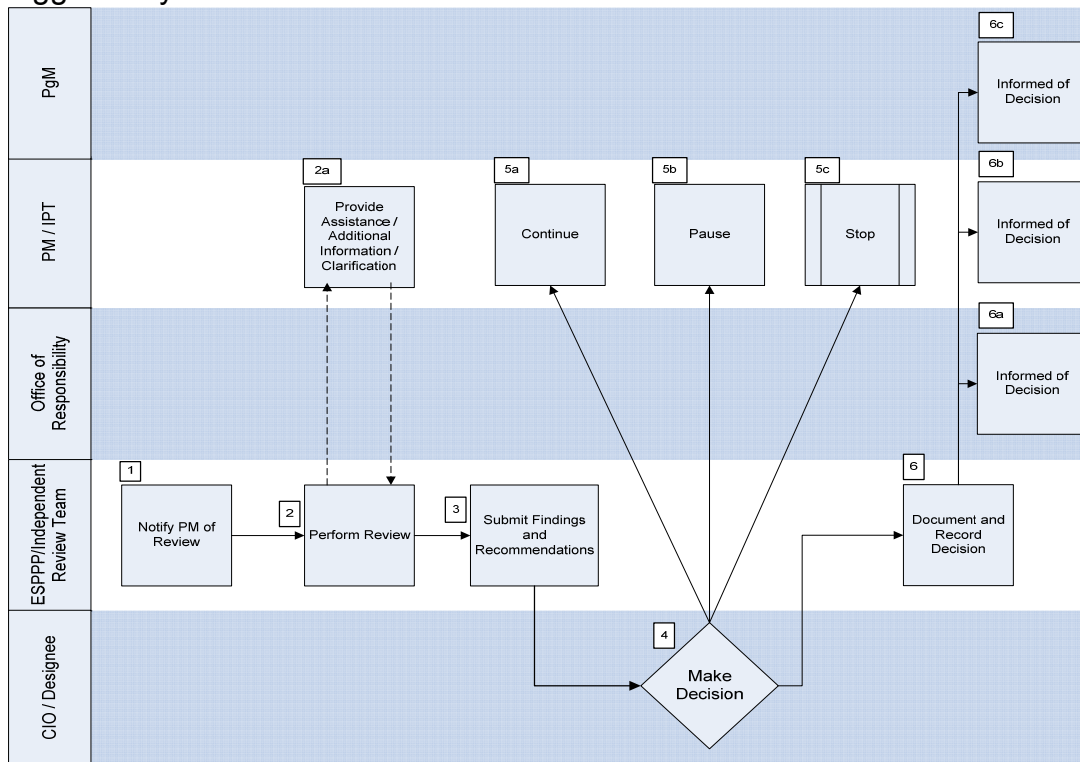 6c
PgM
Informed of
Decision
PM / IPT
2a
Provide
Assistance /
Additional
Information /
Clarification
5a
Continue
5b
Pause
5c
Stop
6b
Informed of
Decision
Office of
Responsibility
6a
Informed of
Decision
ESPPP/Independent
Review Team
1
Notify PM of
Review
2
Perform Review
3
Submit Findings
and
Recommendations
6
Document and
Record
Decision
CIO / Designee
4
Make
Decision